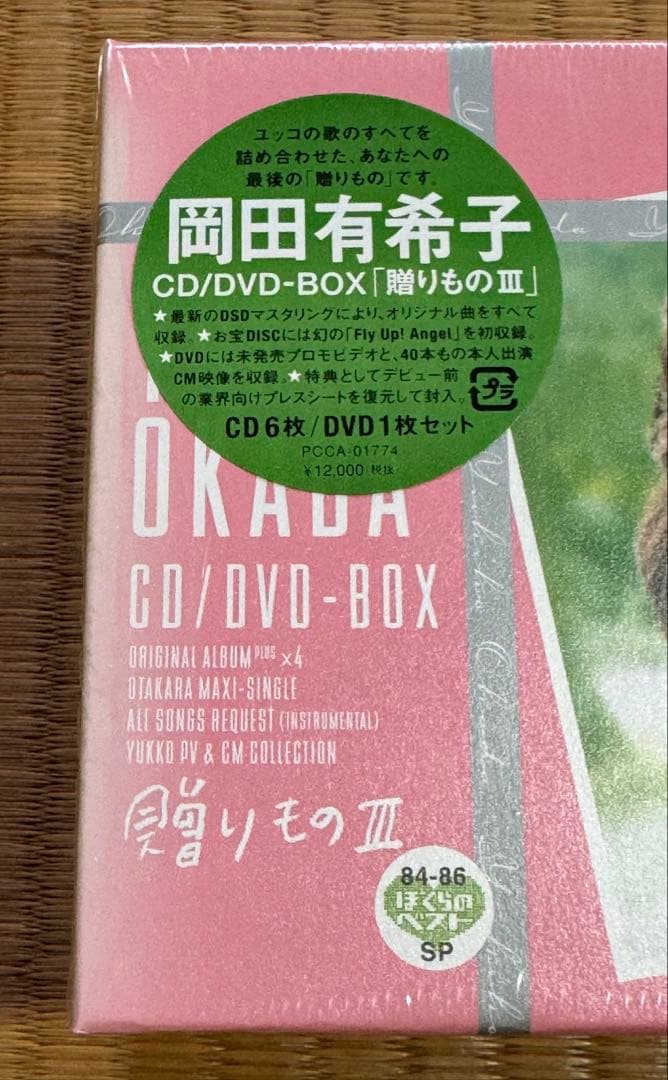 ユッコの歌のすべてを
詰め合わせた、あなたへの
最後の「贈りもの」です。
岡田有希子
CD/DVD-BOX「贈りものⅢ」
★最新のDSDマスタリングにより、オリジナル曲をすべて
収録。★お宝DISCには幻の「Fly Up! Angel」を初収録。
★DVDには未発売プロモビデオと、40本もの本人出演
CM映像を収録。★特典としてデビュー前
の業界向けプレスシートを復元して封入。
プラ
CD6枚/DVD1枚セット
PCCA-01774
¥12,000 税抜
OKADA
CD/DVD-BOX
ORIGINAL ALBUM PLUS ×4
OTAKARA MAXI-SINGLE
ALL SONGS REQUEST (INSTRUMENTAL)
YUKKO PV & CM COLLECTION
贈りものⅢ
84-86
ぼくらの
ベスト
SP